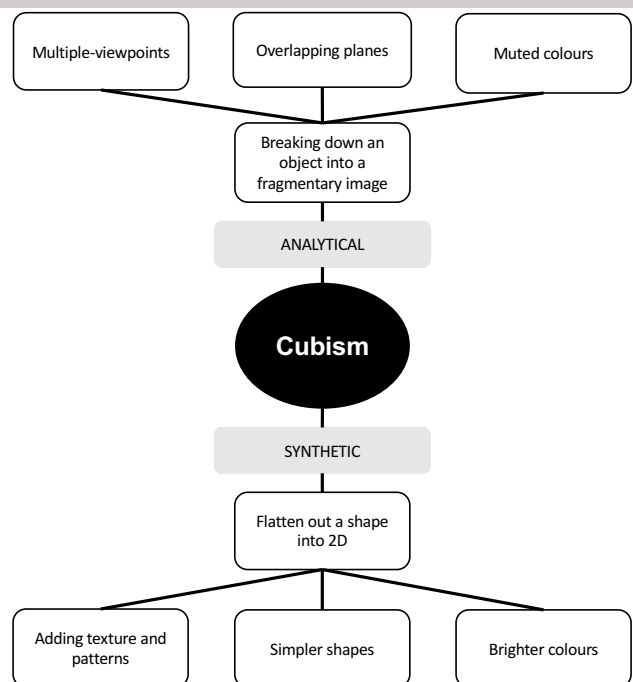 Multiple-viewpoints
Overlapping planes
Muted colours
Breaking down an
object into a
fragmentary image
ANALYTICAL
Cubism
SYNTHETIC
Flatten out a shape
into 2D
Adding texture and
patterns
Simpler shapes
Brighter colours